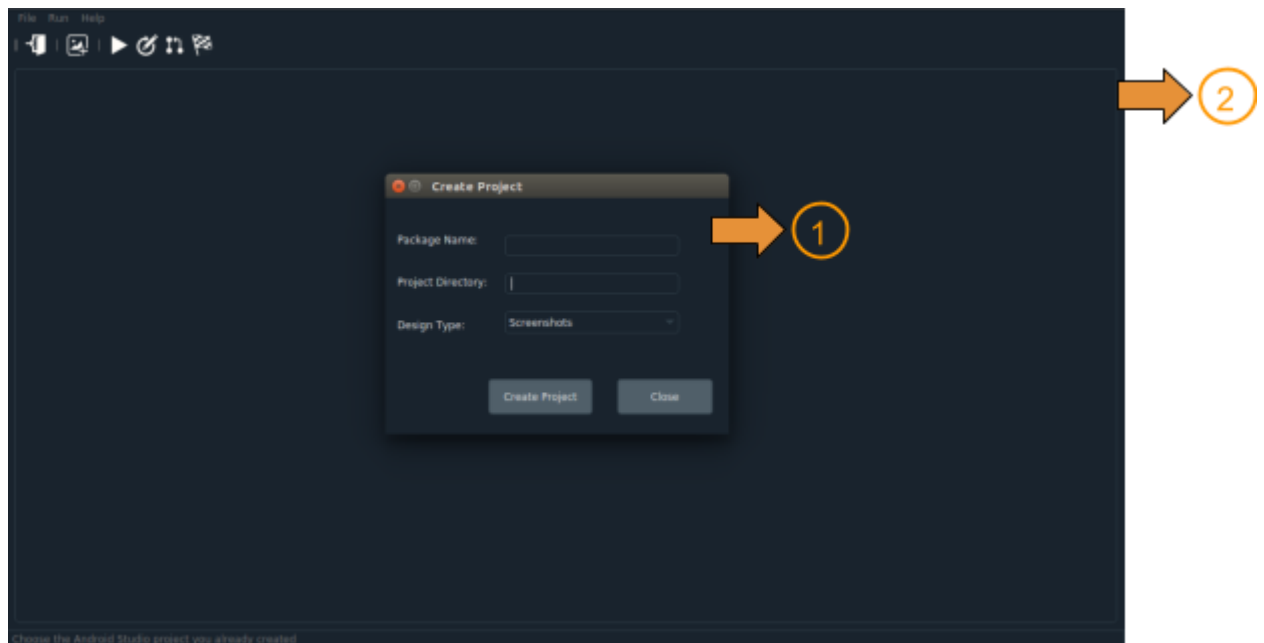 File Run Help
2
Create Project
1
Package Name:
Project Directory:
Design Type: Screenshots
Create Project Close
Choose the Android Studio project you already created